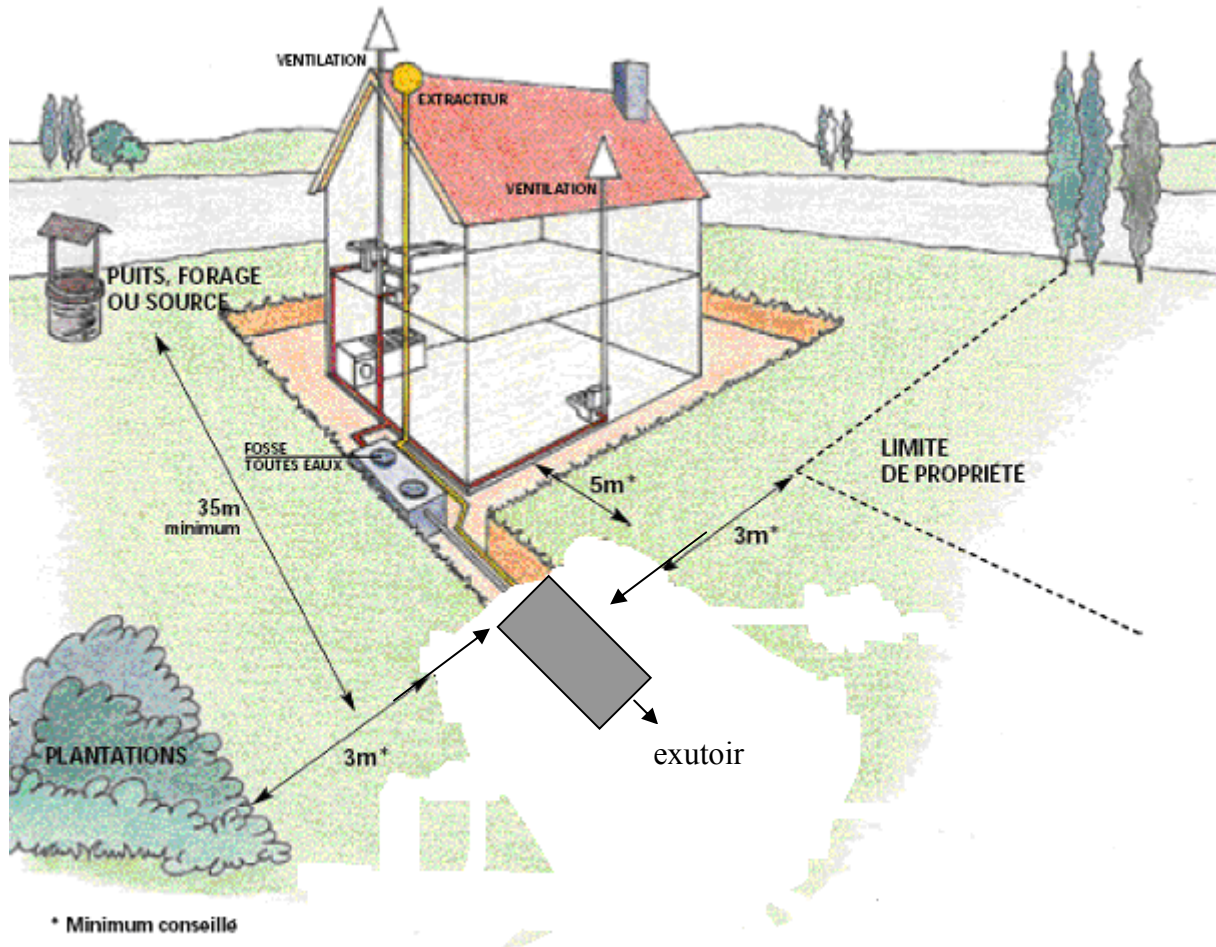 VENTILATION
EXTRACTEUR
VENTILATION
PUITS, FORAGE
OU SOURCE
FOSSE
TOUTES EAUX
LIMITE
DE PROPRIÉTÉ
5m*
35m
minimum
3m*
PLANTATIONS
3m*
exutoir
* Minimum conseillé